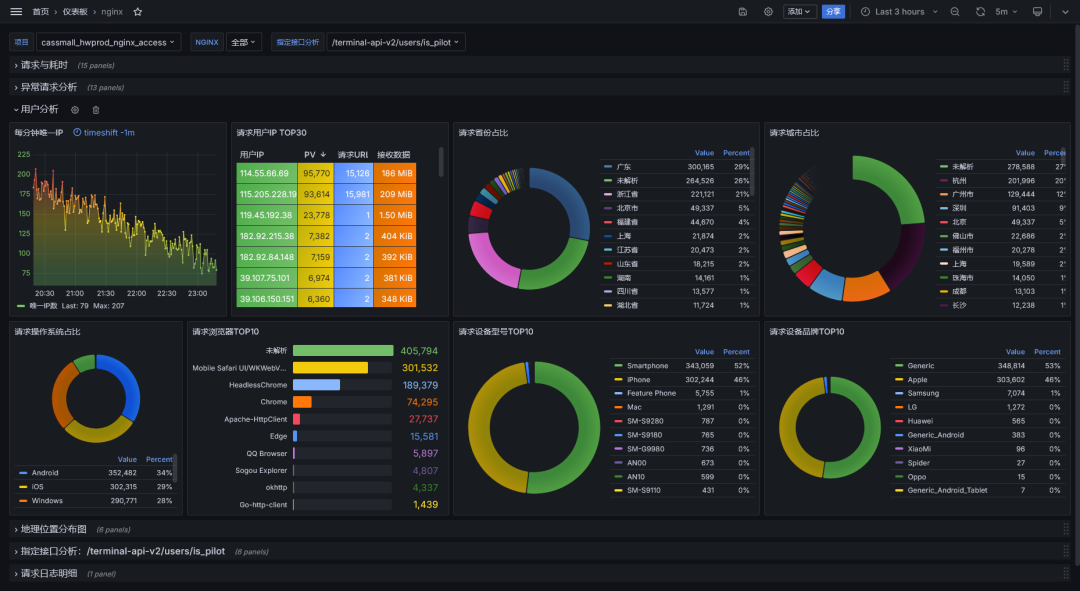 首页 › 仪表板 › nginx
添加
分享
Last 3 hours
5m
项目 cassmall_hwprod_nginx_access
NGINX 全部
指定接口分析 /terminal-api-v2/users/is_pilot
请求与耗时 (15 panels)
异常请求分析 (13 panels)
用户分析
每分钟唯一IP timeshift -1m
225
200
175
150
125
100
75
20:30 21:00 21:30 22:00 22:30 23:00
唯一IP数 Last: 79 Max: 207
请求用户IP TOP30
用户IP PV ↓ 请求URL 接收数据
114.55.66.69 95,770 15,126 186 MiB
115.205.228.19 93,614 15,981 209 MiB
119.45.192.38 23,778 1 1.50 MiB
182.92.215.38 7,382 2 404 KiB
182.92.84.148 7,159 2 392 KiB
39.107.75.101 6,974 2 381 KiB
39.106.150.151 6,360 2 348 KiB
请求省份占比
Value Percent
广东 300,165 29%
未解析 264,526 26%
浙江省 221,121 21%
北京市 49,337 5%
福建省 44,670 4%
上海 21,874 2%
江苏省 20,473 2%
山东省 18,215 2%
湖南 14,161 1%
四川省 13,577 1%
湖北省 11,724 1%
请求城市占比
Value
未解析 278,588
杭州 201,996
广州市 129,444
深圳 91,403
北京 49,337
佛山市 22,686
福州市 20,278
上海 19,589
珠海市 14,050
成都 13,103
长沙 12,238
请求操作系统占比
Value Percent
Android 352,482 34%
iOS 302,315 29%
Windows 290,771 28%
请求浏览器TOP10
未解析 405,794
Mobile Safari UI/WKWebV... 301,532
HeadlessChrome 189,379
Chrome 74,295
Apache-HttpClient 27,737
Edge 15,581
QQ Browser 5,897
Sogou Explorer 4,807
okhttp 4,337
Go-http-client 1,439
请求设备型号TOP10
Value Percent
Smartphone 343,059 52%
iPhone 302,244 46%
Feature Phone 5,755 1%
Mac 1,291 0%
SM-S9280 787 0%
SM-S9180 765 0%
SM-G9980 736 0%
AN00 673 0%
AN10 599 0%
SM-S9110 431 0%
请求设备品牌TOP10
Value Percent
Generic 348,814 53%
Apple 303,602 46%
Samsung 7,074 1%
LG 1,272 0%
Huawei 565 0%
Generic_Android 383 0%
XiaoMi 96 0%
Spider 27 0%
Oppo 15 0%
Generic_Android_Tablet 7 0%
地理位置分布图 (6 panels)
指定接口分析：/terminal-api-v2/users/is_pilot (6 panels)
请求日志明细 (1 panel)